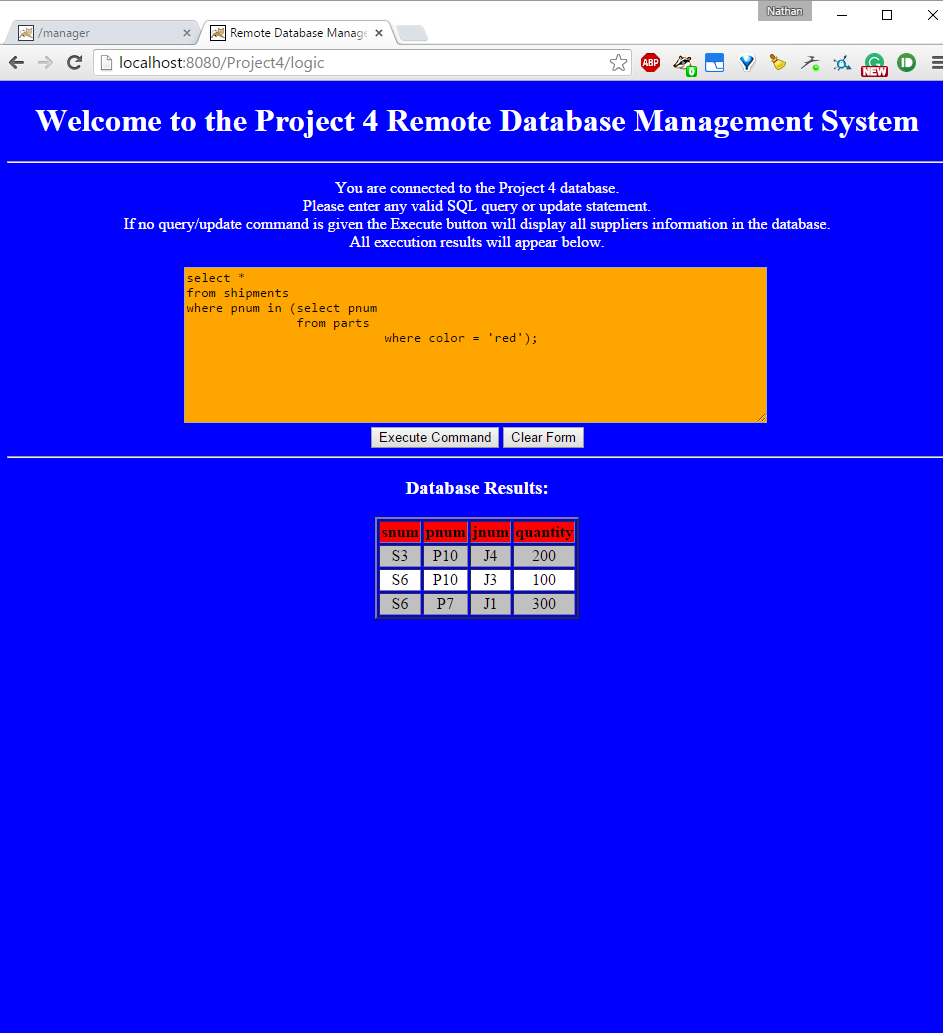 Nathan
/manager
Remote Database Manage
localhost:8080/Project4/logic
ABP
0
NEW
Welcome to the Project 4 Remote Database Management System
You are connected to the Project 4 database.
Please enter any valid SQL query or update statement.
If no query/update command is given the Execute button will display all suppliers information in the database.
All execution results will appear below.
select *
from shipments
where pnum in (select pnum
from parts
where color = 'red');
Execute Command Clear Form
Database Results:
snum pnum jnum quantity
S3 P10 J4 200
S6 P10 J3 100
S6 P7 J1 300